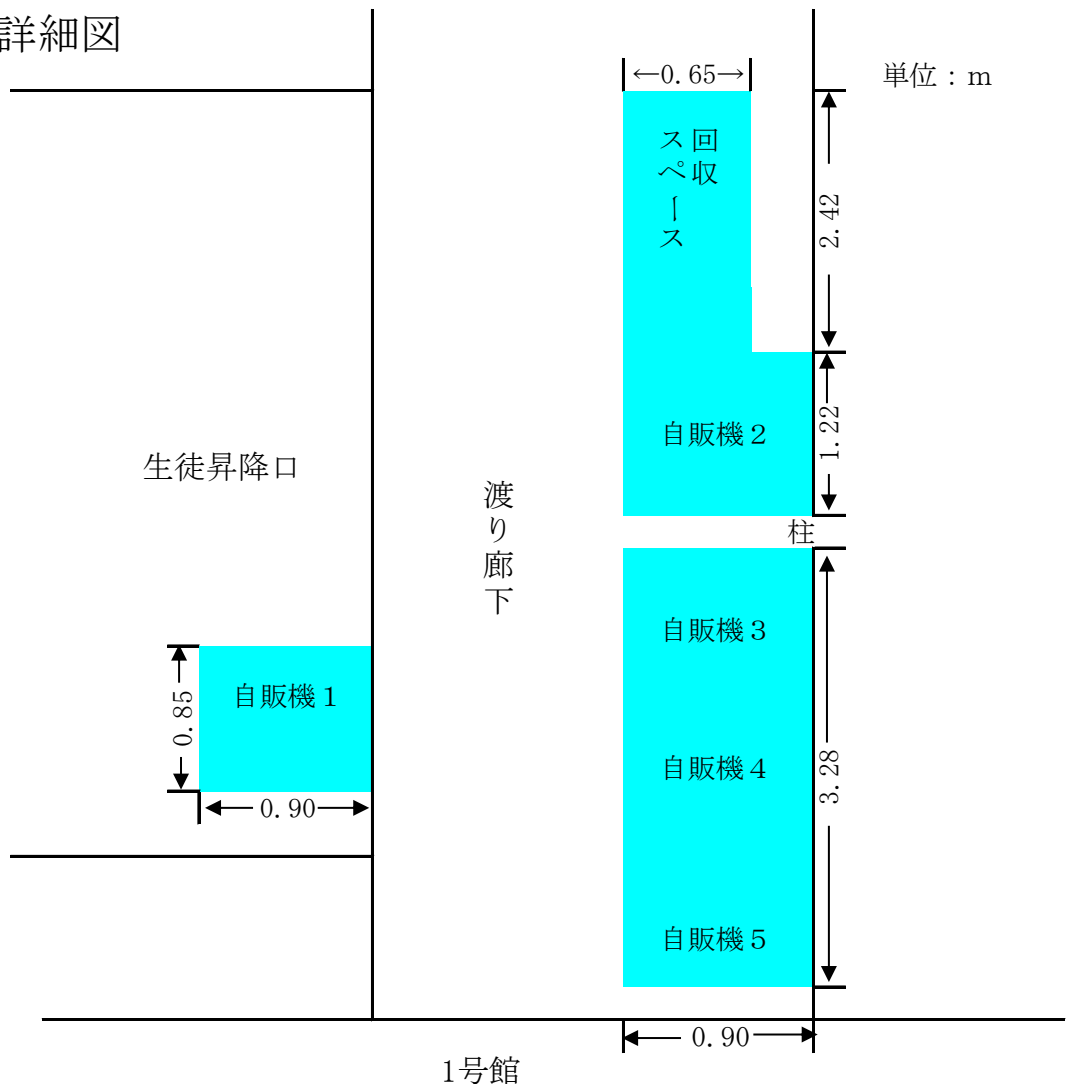 詳細図
単位：m
←0.65→
回収
スペース
2.42
自販機２
1.22
生徒昇降口
渡り廊下
柱
自販機３
自販機１
0.85
0.90
自販機４
3.28
自販機５
0.90
1号館